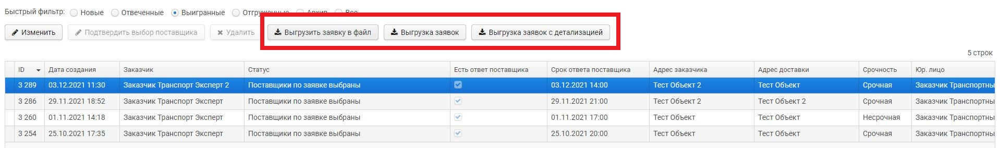 Быстрый фильтр: Новые Отвеченные Выигранные Отгруженные Архив Все
Изменить Подтвердить выбор поставщика Удалить Выгрузить заявку в файл Выгрузка заявок Выгрузка заявок с детализацией
5 строк
ID Дата создания Заказчик Статус Есть ответ поставщика Срок ответа поставщика Адрес заказчика Адрес доставки Срочность Юр. лицо
3 289 03.12.2021 11:30 Заказчик Транспорт Эксперт 2 Поставщики по заявке выбраны 03.12.2021 14:00 Тест Объект 2 Тест Объект Срочная Заказчик Транспортны
3 286 29.11.2021 18:52 Заказчик Транспорт Эксперт Поставщики по заявке выбраны 29.11.2021 21:00 Тест Объект 2 Тест Объект 2 Срочная Заказчик Транспортны
3 260 01.11.2021 14:18 Заказчик Транспорт Эксперт Поставщики по заявке выбраны 01.11.2021 17:00 Тест Объект Тест Объект Несрочная Заказчик Транспортны
3 254 25.10.2021 17:35 Заказчик Транспорт Эксперт Поставщики по заявке выбраны 25.10.2021 20:00 Тест Объект Тест Объект Срочная Заказчик Транспортны